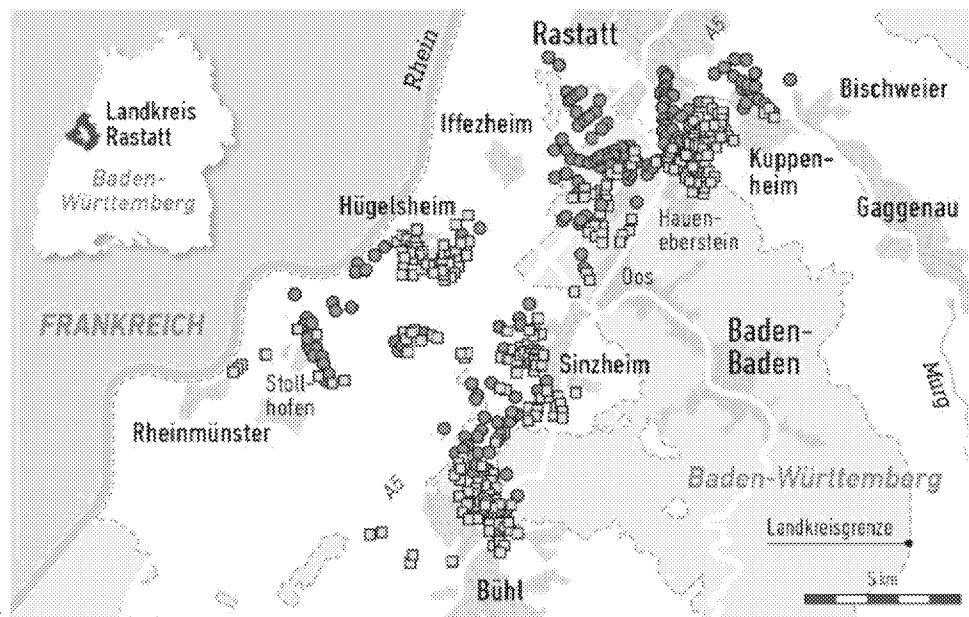 Rastatt
A5
Rhein
Bischweier
Landkreis
Rastatt
Iffezheim
Kuppen-
heim
Baden-
Württemberg
Hügelsheim
Gaggenau
Hauen-
eberstein
Oos
FRANKREICH
Baden-
Baden
Sinzheim
Stoll-
hofen
Murg
Rheinmünster
A5
Baden-Württemberg
Landkreisgrenze
Bühl
5 km